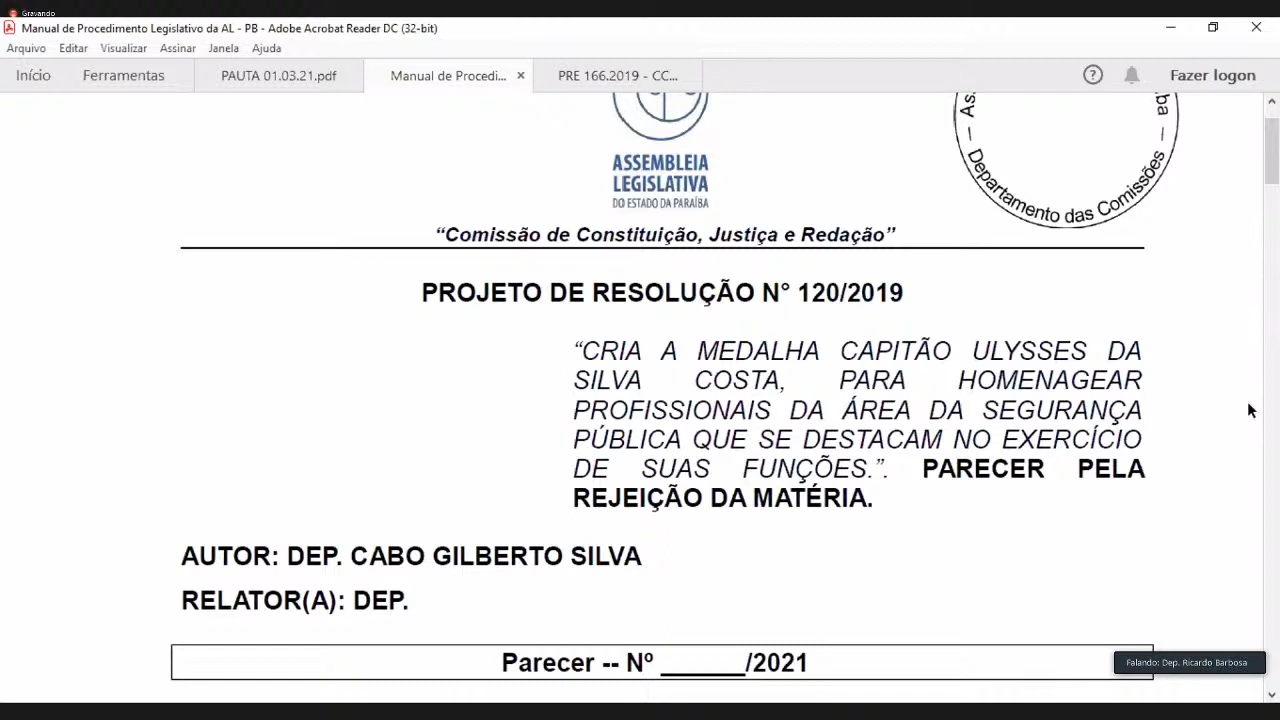 Gravando
Manual de Procedimento Legislativo da AL - PB - Adobe Acrobat Reader DC (32-bit)
Arquivo Editar Visualizar Assinar Janela Ajuda
Início Ferramentas PAUTA 01.03.21.pdf Manual de Procedi... × PRE 166.2019 - CC... Fazer logon
As. ba
— Departamento das Comissões —
ASSEMBLEIA
LEGISLATIVA
DO ESTADO DA PARAÍBA
“Comissão de Constituição, Justiça e Redação”
PROJETO DE RESOLUÇÃO N° 120/2019
“CRIA A MEDALHA CAPITÃO ULYSSES DA
SILVA COSTA, PARA HOMENAGEAR
PROFISSIONAIS DA ÁREA DA SEGURANÇA
PÚBLICA QUE SE DESTACAM NO EXERCÍCIO
DE SUAS FUNÇÕES.”. PARECER PELA
REJEIÇÃO DA MATÉRIA.
AUTOR: DEP. CABO GILBERTO SILVA
RELATOR(A): DEP.
Parecer -- Nº ______/2021
Falando: Dep. Ricardo Barbosa